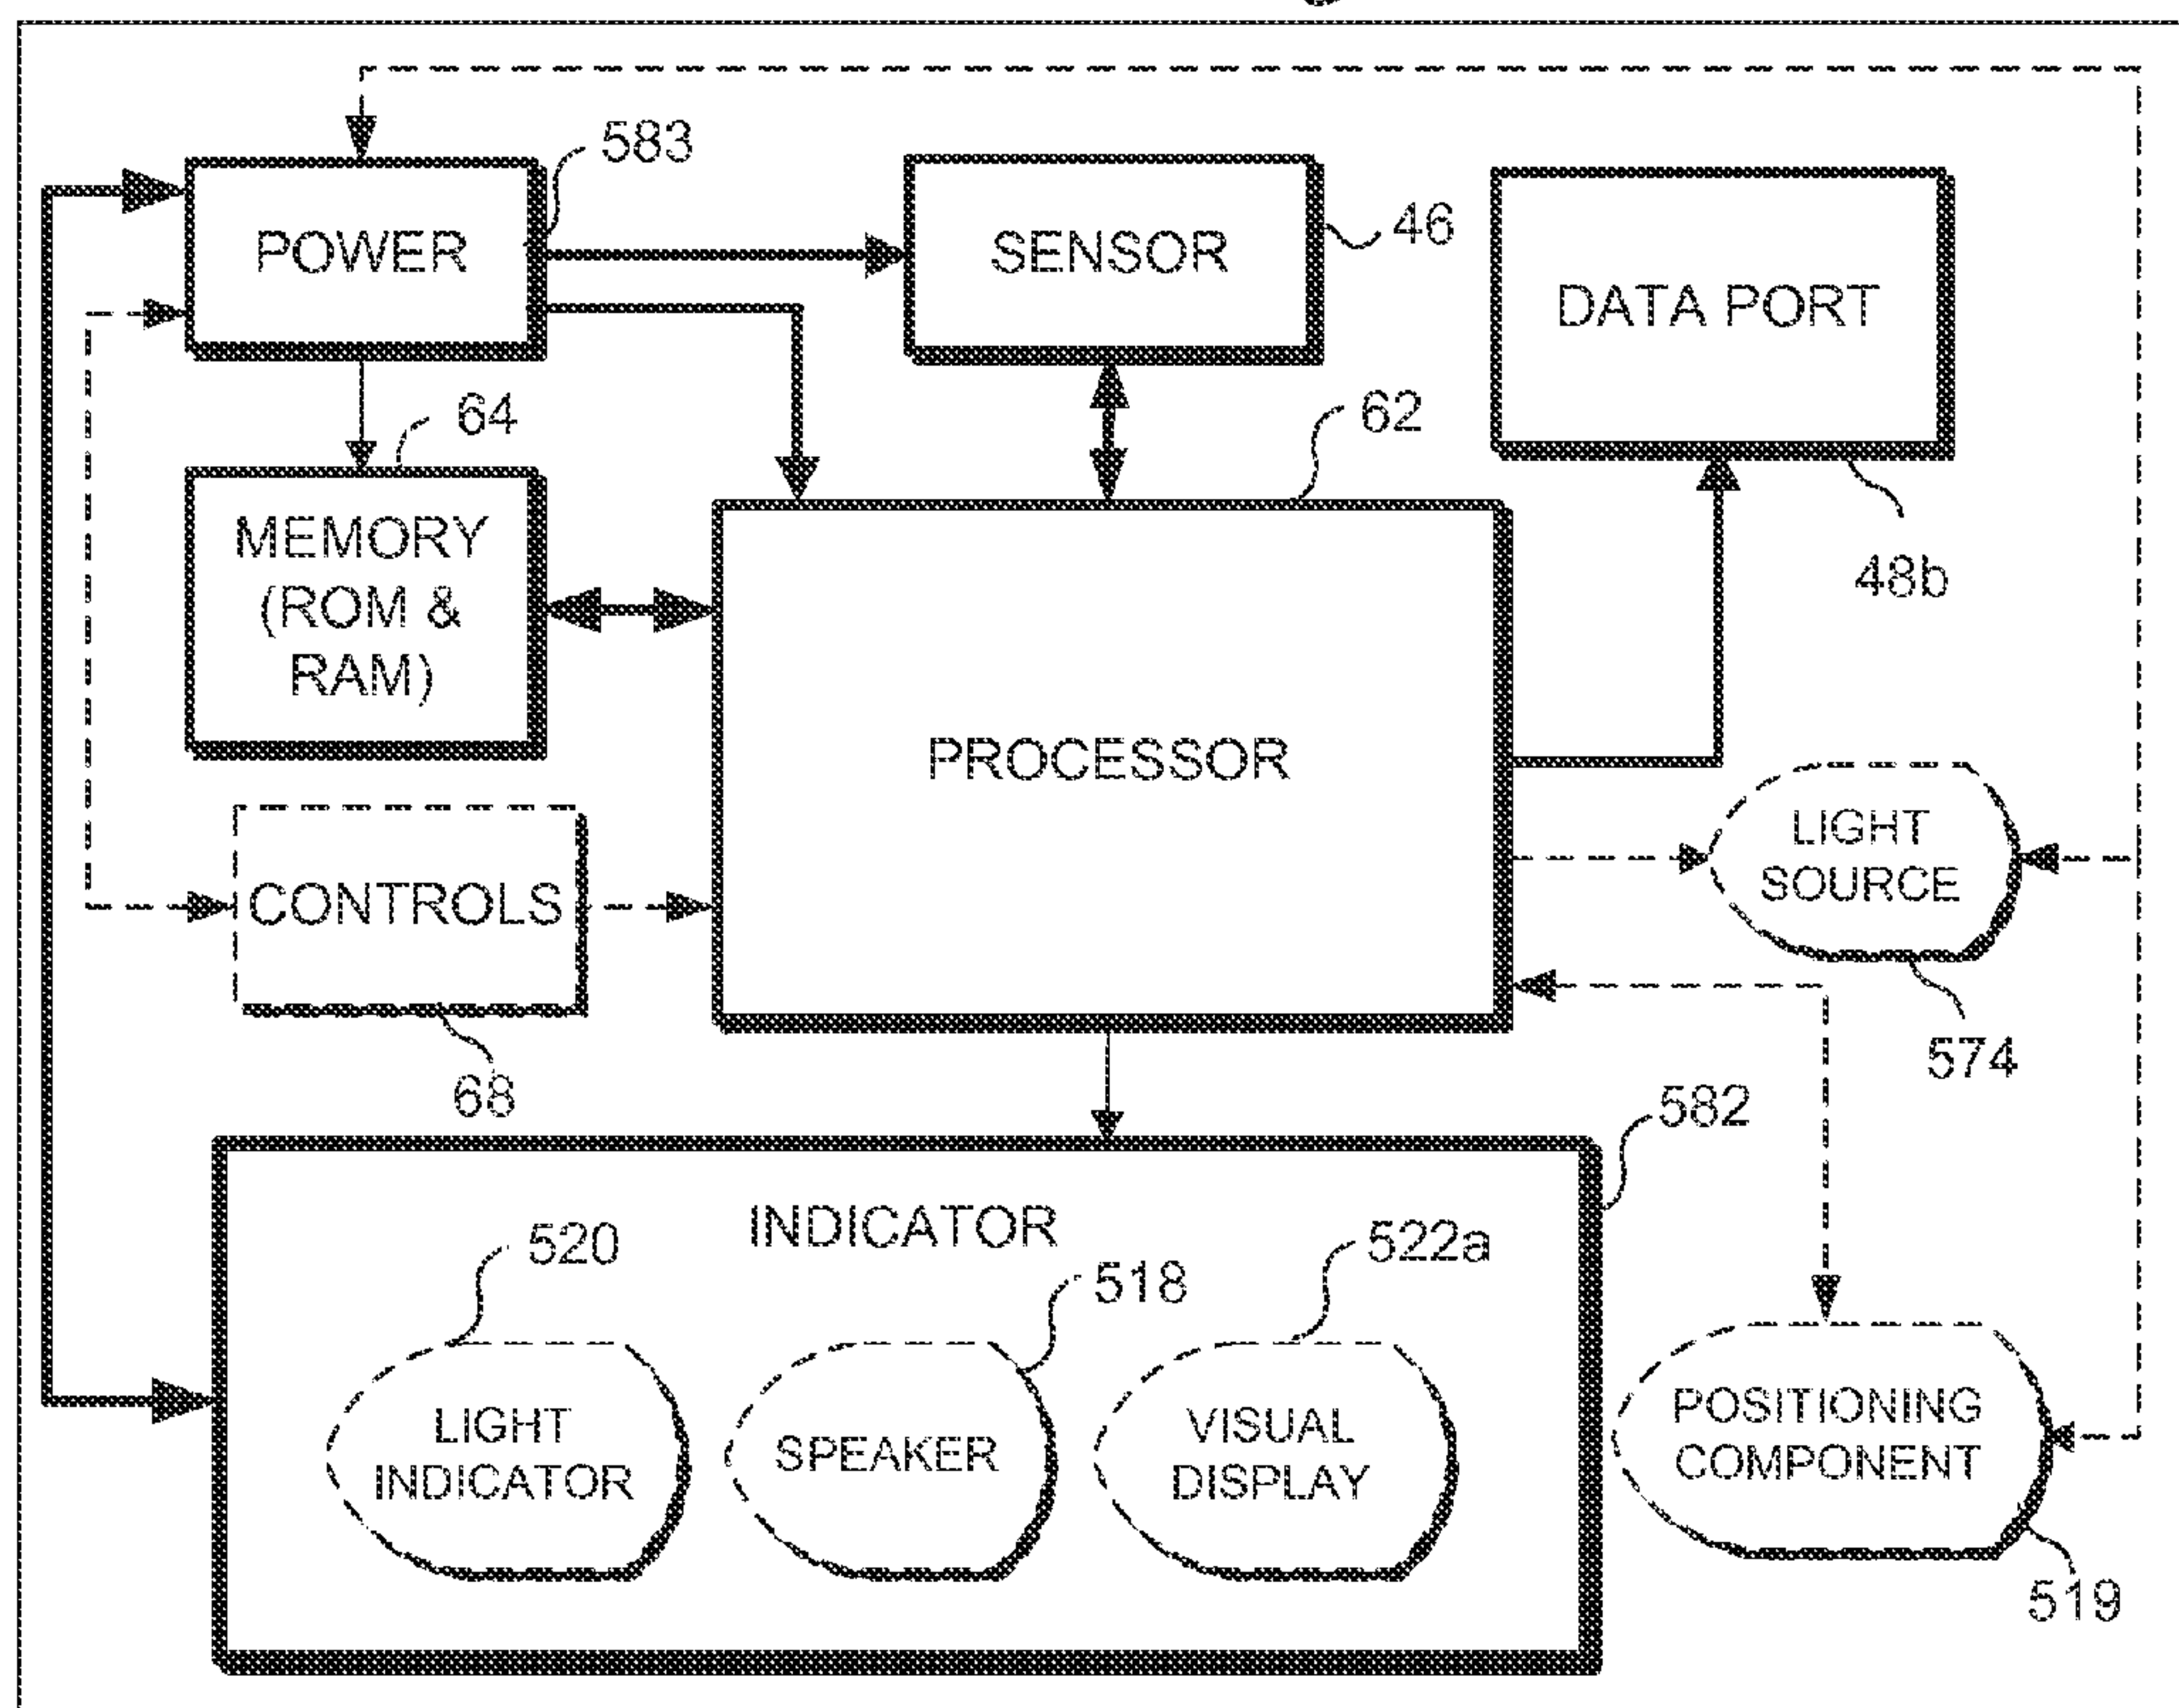 583
POWER
SENSOR
46
DATA PORT
64
62
MEMORY
(ROM &
RAM)
48b
PROCESSOR
LIGHT
SOURCE
CONTROLS
574
68
582
INDICATOR
520
518
522a
LIGHT
INDICATOR
SPEAKER
VISUAL
DISPLAY
POSITIONING
COMPONENT
519